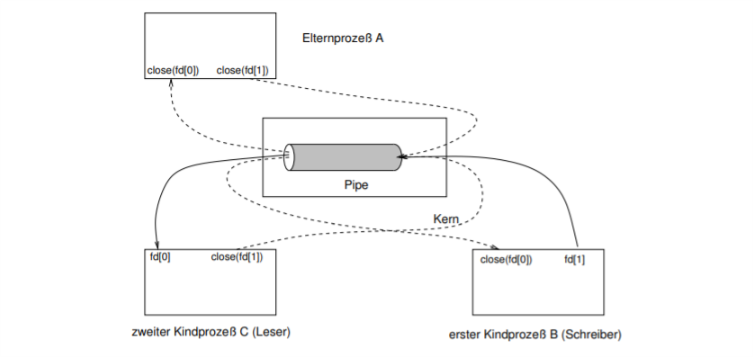 Elternprozeß A
close(fd[0]) close(fd[1])
Pipe
Kern
fd[0] close(fd[1])
close(fd[0]) fd[1]
zweiter Kindprozeß C (Leser)
erster Kindprozeß B (Schreiber)